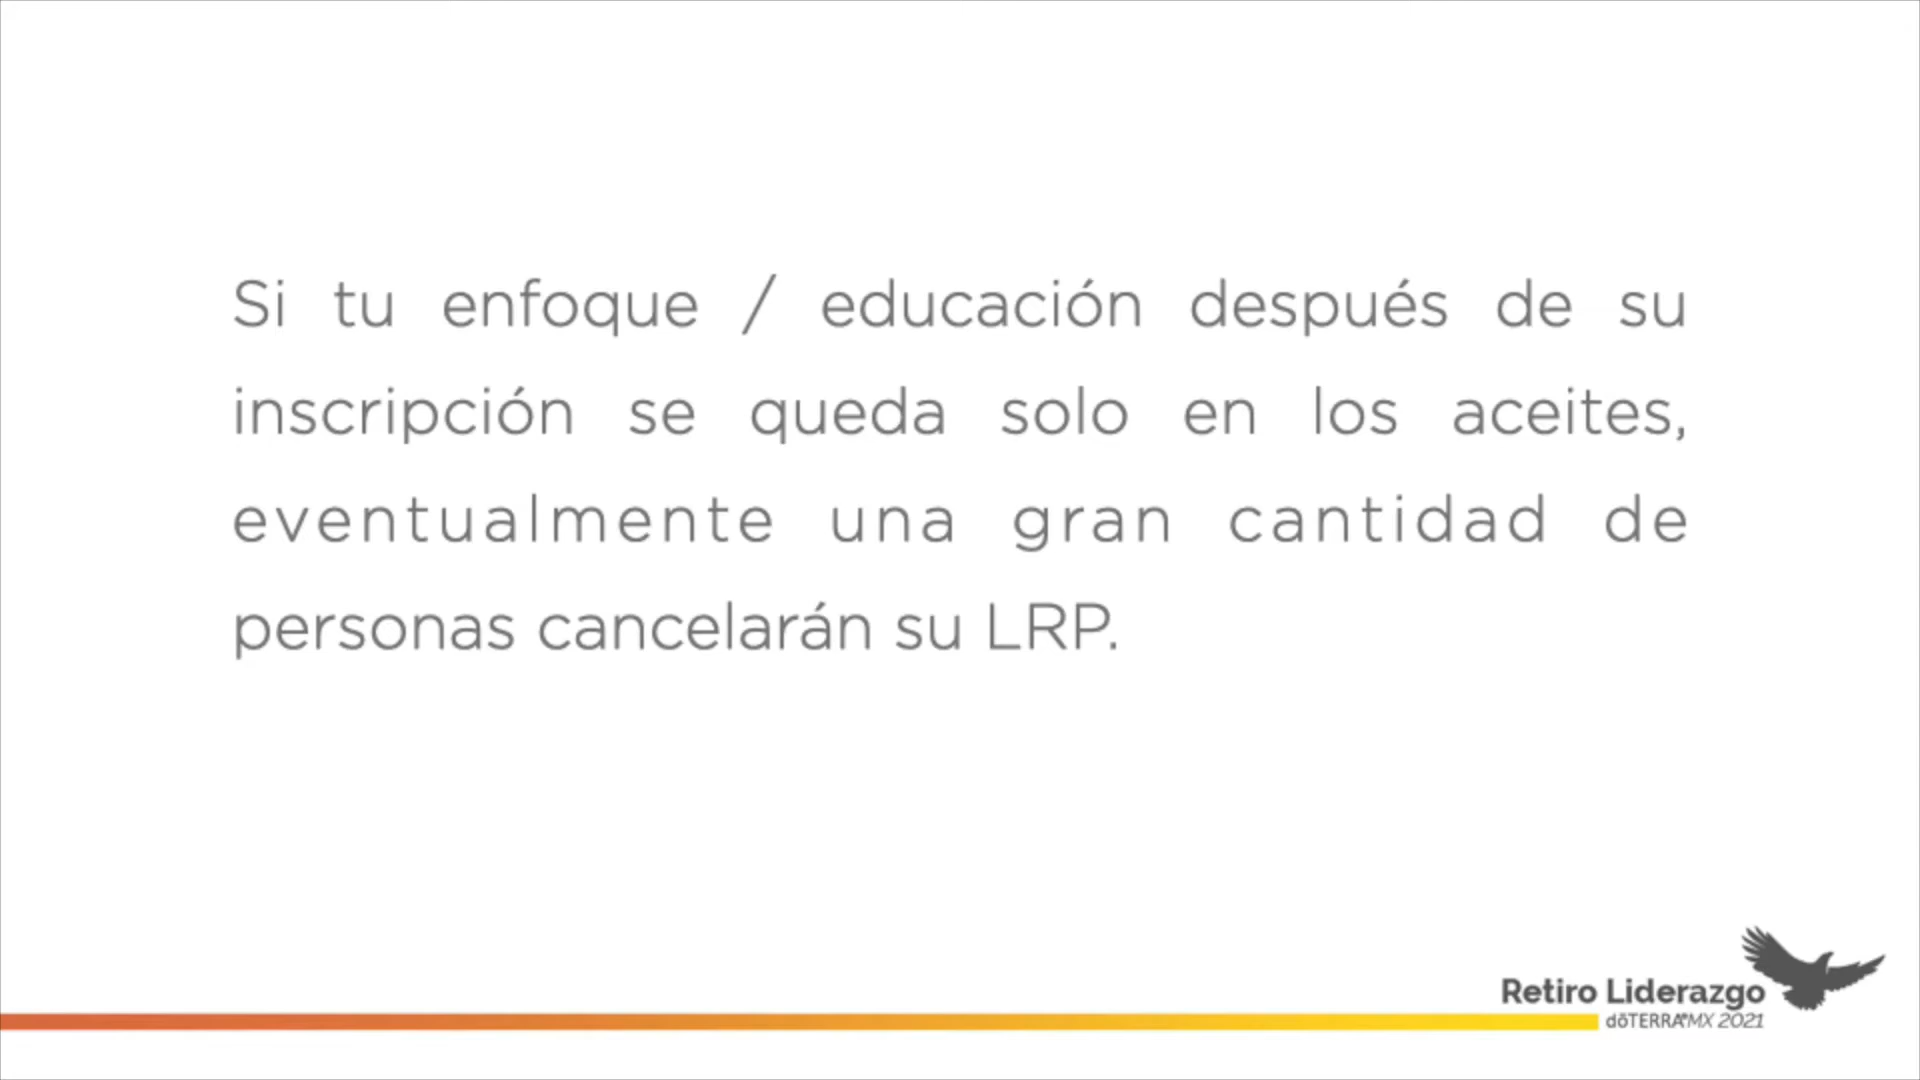 Si tu enfoque / educación después de su
inscripción se queda solo en los aceites,
eventualmente una gran cantidad de
personas cancelarán su LRP.
Retiro Liderazgo
dōTERRA®MX 2021